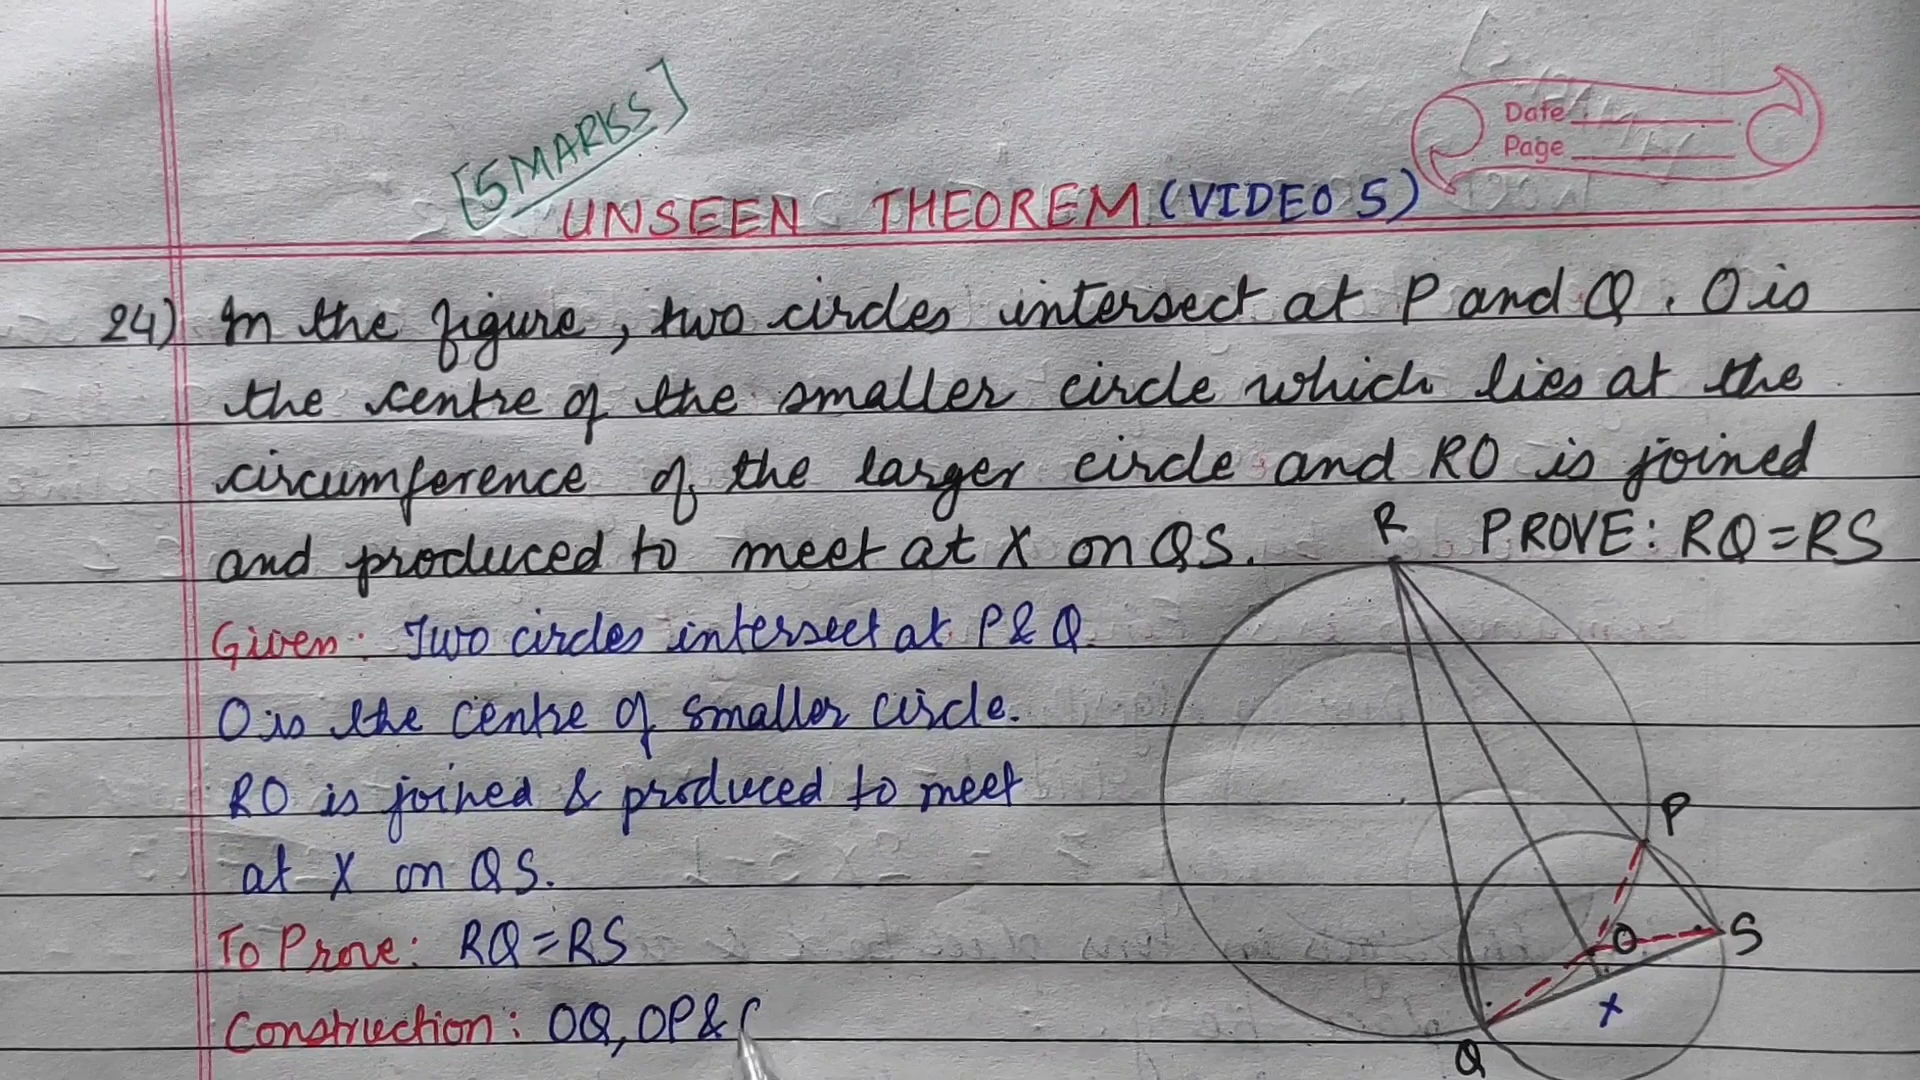 [5 MARKS]
Date
Page
UNSEEN THEOREM (VIDEO 5)
24) In the figure, two circles intersect at P and Q. O is
the centre of the smaller circle which lies at the
circumference of the larger circle and RO is joined
and produced to meet at X on QS.
R PROVE: RQ=RS
Given: Two circles intersect at P & Q
O is the centre of smaller circle.
RO is joined & produced to meet
P
at X on QS.
To Prove: RQ=RS
O S
X
Construction: OQ, OP &
Q